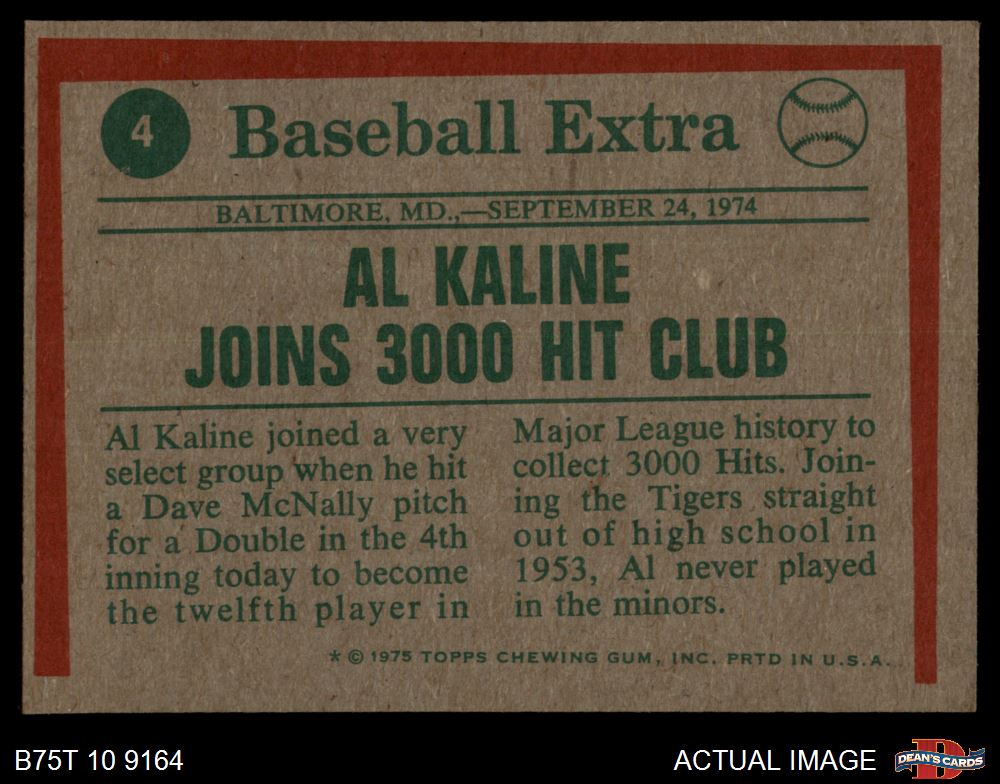 4
Baseball Extra
BALTIMORE, MD.,—SEPTEMBER 24, 1974
AL KALINE
JOINS 3000 HIT CLUB
Al Kaline joined a very
select group when he hit
a Dave McNally pitch
for a Double in the 4th
inning today to become
the twelfth player in
Major League history to
collect 3000 Hits. Join-
ing the Tigers straight
out of high school in
1953, Al never played
in the minors.
* © 1975 TOPPS CHEWING GUM, INC. PRTD IN U.S.A.
B75T 10 9164
ACTUAL IMAGE
D
DEAN'S CARDS